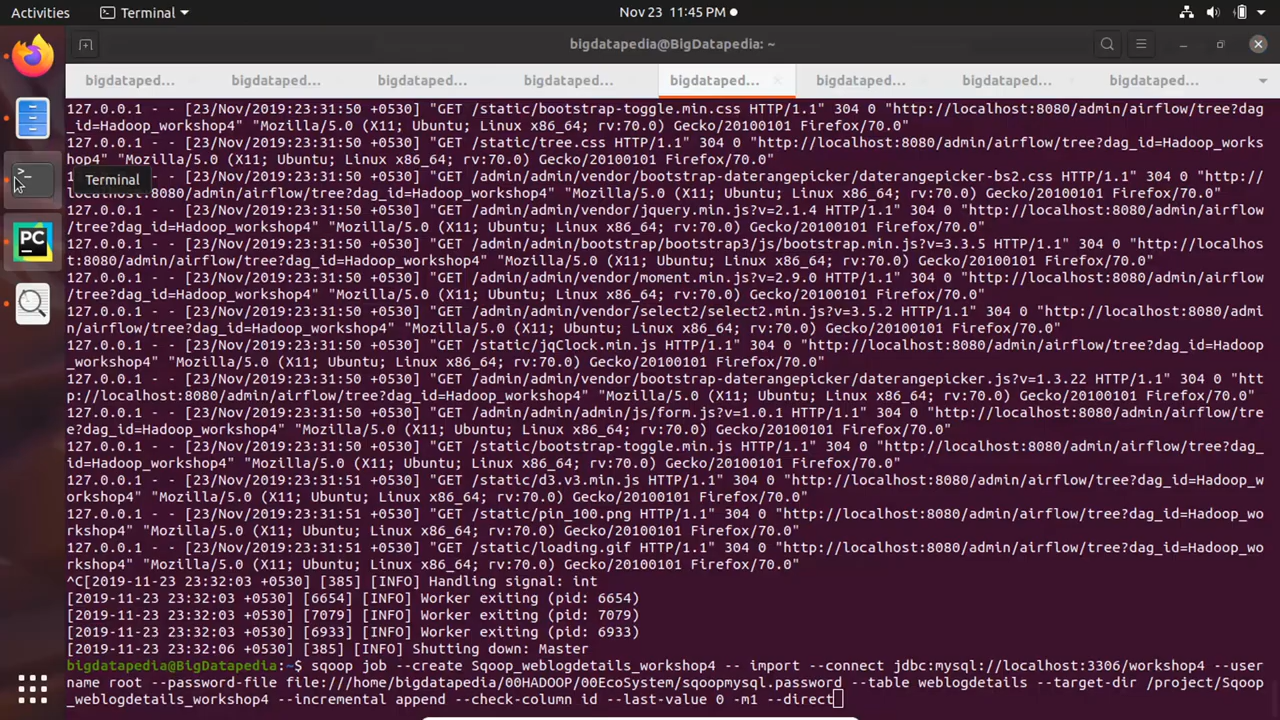 Activities
Terminal
Nov 23 11:45 PM
bigdatapedia@BigDatapedia: ~
bigdataped...
bigdataped...
bigdataped...
bigdataped...
bigdataped...
bigdataped...
bigdataped...
bigdataped...
127.0.0.1 - - [23/Nov/2019:23:31:50 +0530] "GET /static/bootstrap-toggle.min.css HTTP/1.1" 304 0 "http://localhost:8080/admin/airflow/tree?dag
_id=Hadoop_workshop4" "Mozilla/5.0 (X11; Ubuntu; Linux x86_64; rv:70.0) Gecko/20100101 Firefox/70.0"
127.0.0.1 - - [23/Nov/2019:23:31:50 +0530] "GET /static/tree.css HTTP/1.1" 304 0 "http://localhost:8080/admin/airflow/tree?dag_id=Hadoop_works
hop4" "Mozilla/5.0 (X11; Ubuntu; Linux x86_64; rv:70.0) Gecko/20100101 Firefox/70.0"
127.0.0.1 - - [23/Nov/2019:23:31:50 +0530] "GET /admin/admin/vendor/bootstrap-daterangepicker/daterangepicker-bs2.css HTTP/1.1" 304 0 "http://
localhost:8080/admin/airflow/tree?dag_id=Hadoop_workshop4" "Mozilla/5.0 (X11; Ubuntu; Linux x86_64; rv:70.0) Gecko/20100101 Firefox/70.0"
Terminal
127.0.0.1 - - [23/Nov/2019:23:31:50 +0530] "GET /admin/admin/vendor/jquery.min.js?v=2.1.4 HTTP/1.1" 304 0 "http://localhost:8080/admin/airflow
/tree?dag_id=Hadoop_workshop4" "Mozilla/5.0 (X11; Ubuntu; Linux x86_64; rv:70.0) Gecko/20100101 Firefox/70.0"
127.0.0.1 - - [23/Nov/2019:23:31:50 +0530] "GET /admin/admin/bootstrap/bootstrap3/js/bootstrap.min.js?v=3.3.5 HTTP/1.1" 304 0 "http://localhos
t:8080/admin/airflow/tree?dag_id=Hadoop_workshop4" "Mozilla/5.0 (X11; Ubuntu; Linux x86_64; rv:70.0) Gecko/20100101 Firefox/70.0"
127.0.0.1 - - [23/Nov/2019:23:31:50 +0530] "GET /admin/admin/vendor/moment.min.js?v=2.9.0 HTTP/1.1" 304 0 "http://localhost:8080/admin/airflow
/tree?dag_id=Hadoop_workshop4" "Mozilla/5.0 (X11; Ubuntu; Linux x86_64; rv:70.0) Gecko/20100101 Firefox/70.0"
127.0.0.1 - - [23/Nov/2019:23:31:50 +0530] "GET /admin/admin/vendor/select2/select2.min.js?v=3.5.2 HTTP/1.1" 304 0 "http://localhost:8080/admi
n/airflow/tree?dag_id=Hadoop_workshop4" "Mozilla/5.0 (X11; Ubuntu; Linux x86_64; rv:70.0) Gecko/20100101 Firefox/70.0"
127.0.0.1 - - [23/Nov/2019:23:31:50 +0530] "GET /static/jqClock.min.js HTTP/1.1" 304 0 "http://localhost:8080/admin/airflow/tree?dag_id=Hadoop
_workshop4" "Mozilla/5.0 (X11; Ubuntu; Linux x86_64; rv:70.0) Gecko/20100101 Firefox/70.0"
127.0.0.1 - - [23/Nov/2019:23:31:50 +0530] "GET /admin/admin/vendor/bootstrap-daterangepicker/daterangepicker.js?v=1.3.22 HTTP/1.1" 304 0 "htt
p://localhost:8080/admin/airflow/tree?dag_id=Hadoop_workshop4" "Mozilla/5.0 (X11; Ubuntu; Linux x86_64; rv:70.0) Gecko/20100101 Firefox/70.0"
127.0.0.1 - - [23/Nov/2019:23:31:50 +0530] "GET /admin/admin/admin/js/form.js?v=1.0.1 HTTP/1.1" 304 0 "http://localhost:8080/admin/airflow/tre
e?dag_id=Hadoop_workshop4" "Mozilla/5.0 (X11; Ubuntu; Linux x86_64; rv:70.0) Gecko/20100101 Firefox/70.0"
127.0.0.1 - - [23/Nov/2019:23:31:50 +0530] "GET /static/bootstrap-toggle.min.js HTTP/1.1" 304 0 "http://localhost:8080/admin/airflow/tree?dag_
id=Hadoop_workshop4" "Mozilla/5.0 (X11; Ubuntu; Linux x86_64; rv:70.0) Gecko/20100101 Firefox/70.0"
127.0.0.1 - - [23/Nov/2019:23:31:51 +0530] "GET /static/d3.v3.min.js HTTP/1.1" 304 0 "http://localhost:8080/admin/airflow/tree?dag_id=Hadoop_w
orkshop4" "Mozilla/5.0 (X11; Ubuntu; Linux x86_64; rv:70.0) Gecko/20100101 Firefox/70.0"
127.0.0.1 - - [23/Nov/2019:23:31:51 +0530] "GET /static/pin_100.png HTTP/1.1" 304 0 "http://localhost:8080/admin/airflow/tree?dag_id=Hadoop_wo
rkshop4" "Mozilla/5.0 (X11; Ubuntu; Linux x86_64; rv:70.0) Gecko/20100101 Firefox/70.0"
127.0.0.1 - - [23/Nov/2019:23:31:51 +0530] "GET /static/loading.gif HTTP/1.1" 304 0 "http://localhost:8080/admin/airflow/tree?dag_id=Hadoop_wo
rkshop4" "Mozilla/5.0 (X11; Ubuntu; Linux x86_64; rv:70.0) Gecko/20100101 Firefox/70.0"
^C[2019-11-23 23:32:03 +0530] [385] [INFO] Handling signal: int
[2019-11-23 23:32:03 +0530] [6654] [INFO] Worker exiting (pid: 6654)
[2019-11-23 23:32:03 +0530] [7079] [INFO] Worker exiting (pid: 7079)
[2019-11-23 23:32:03 +0530] [6933] [INFO] Worker exiting (pid: 6933)
[2019-11-23 23:32:06 +0530] [385] [INFO] Shutting down: Master
bigdatapedia@BigDatapedia:~$ sqoop job --create Sqoop_weblogdetails_workshop4 -- import --connect jdbc:mysql://localhost:3306/workshop4 --user
name root --password-file file:///home/bigdatapedia/00HADOOP/00EcoSystem/sqoopmysql.password --table weblogdetails --target-dir /project/Sqoop
_weblogdetails_workshop4 --incremental append --check-column id --last-value 0 -m1 --direct
PC